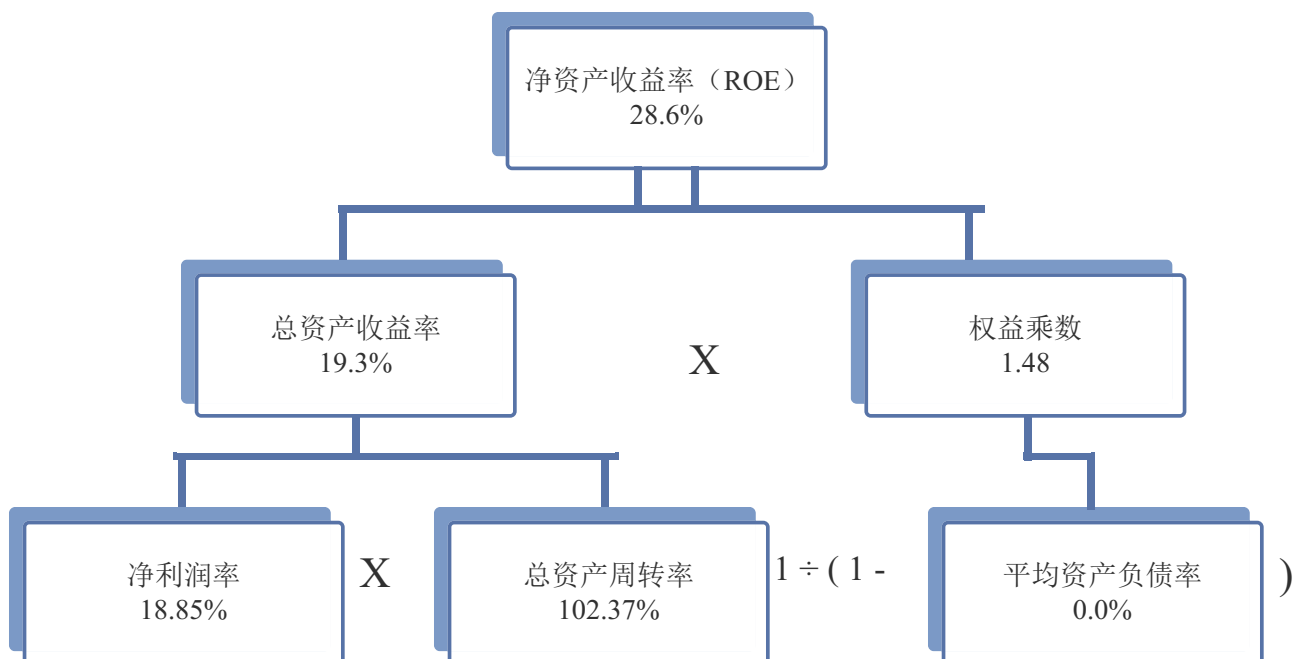 净资产收益率（ROE）
28.6%
总资产收益率
19.3%
X
权益乘数
1.48
净利润率
18.85%
X
总资产周转率
102.37%
1 ÷ ( 1 -
平均资产负债率
0.0%
)